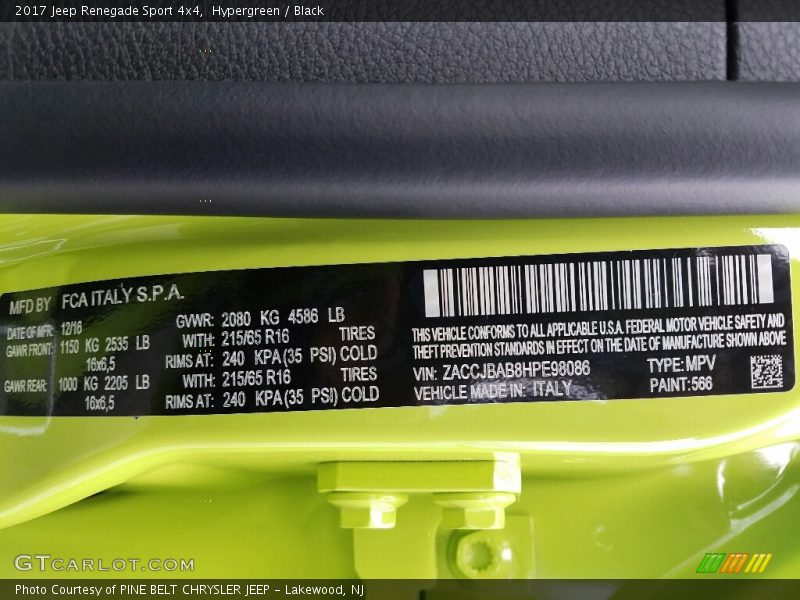 2017 Jeep Renegade Sport 4x4, Hypergreen / Black
MFD BY FCA ITALY S.P.A.
DATE OF MFR: 12/16
GAWR FRONT: 1150 KG 2535 LB
16x6,5
GAWR REAR: 1000 KG 2205 LB
16x6,5
GVWR: 2080 KG 4586 LB
WITH: 215/65 R16 TIRES
RIMS AT: 240 KPA(35 PSI) COLD
WITH: 215/65 R16 TIRES
RIMS AT: 240 KPA(35 PSI) COLD
THIS VEHICLE CONFORMS TO ALL APPLICABLE U.S.A. FEDERAL MOTOR VEHICLE SAFETY AND
THEFT PREVENTION STANDARDS IN EFFECT ON THE DATE OF MANUFACTURE SHOWN ABOVE
VIN: ZACCJBAB8HPE98086 TYPE: MPV
VEHICLE MADE IN: ITALY PAINT: 566
GTCARLOT.COM
Photo Courtesy of PINE BELT CHRYSLER JEEP - Lakewood, NJ